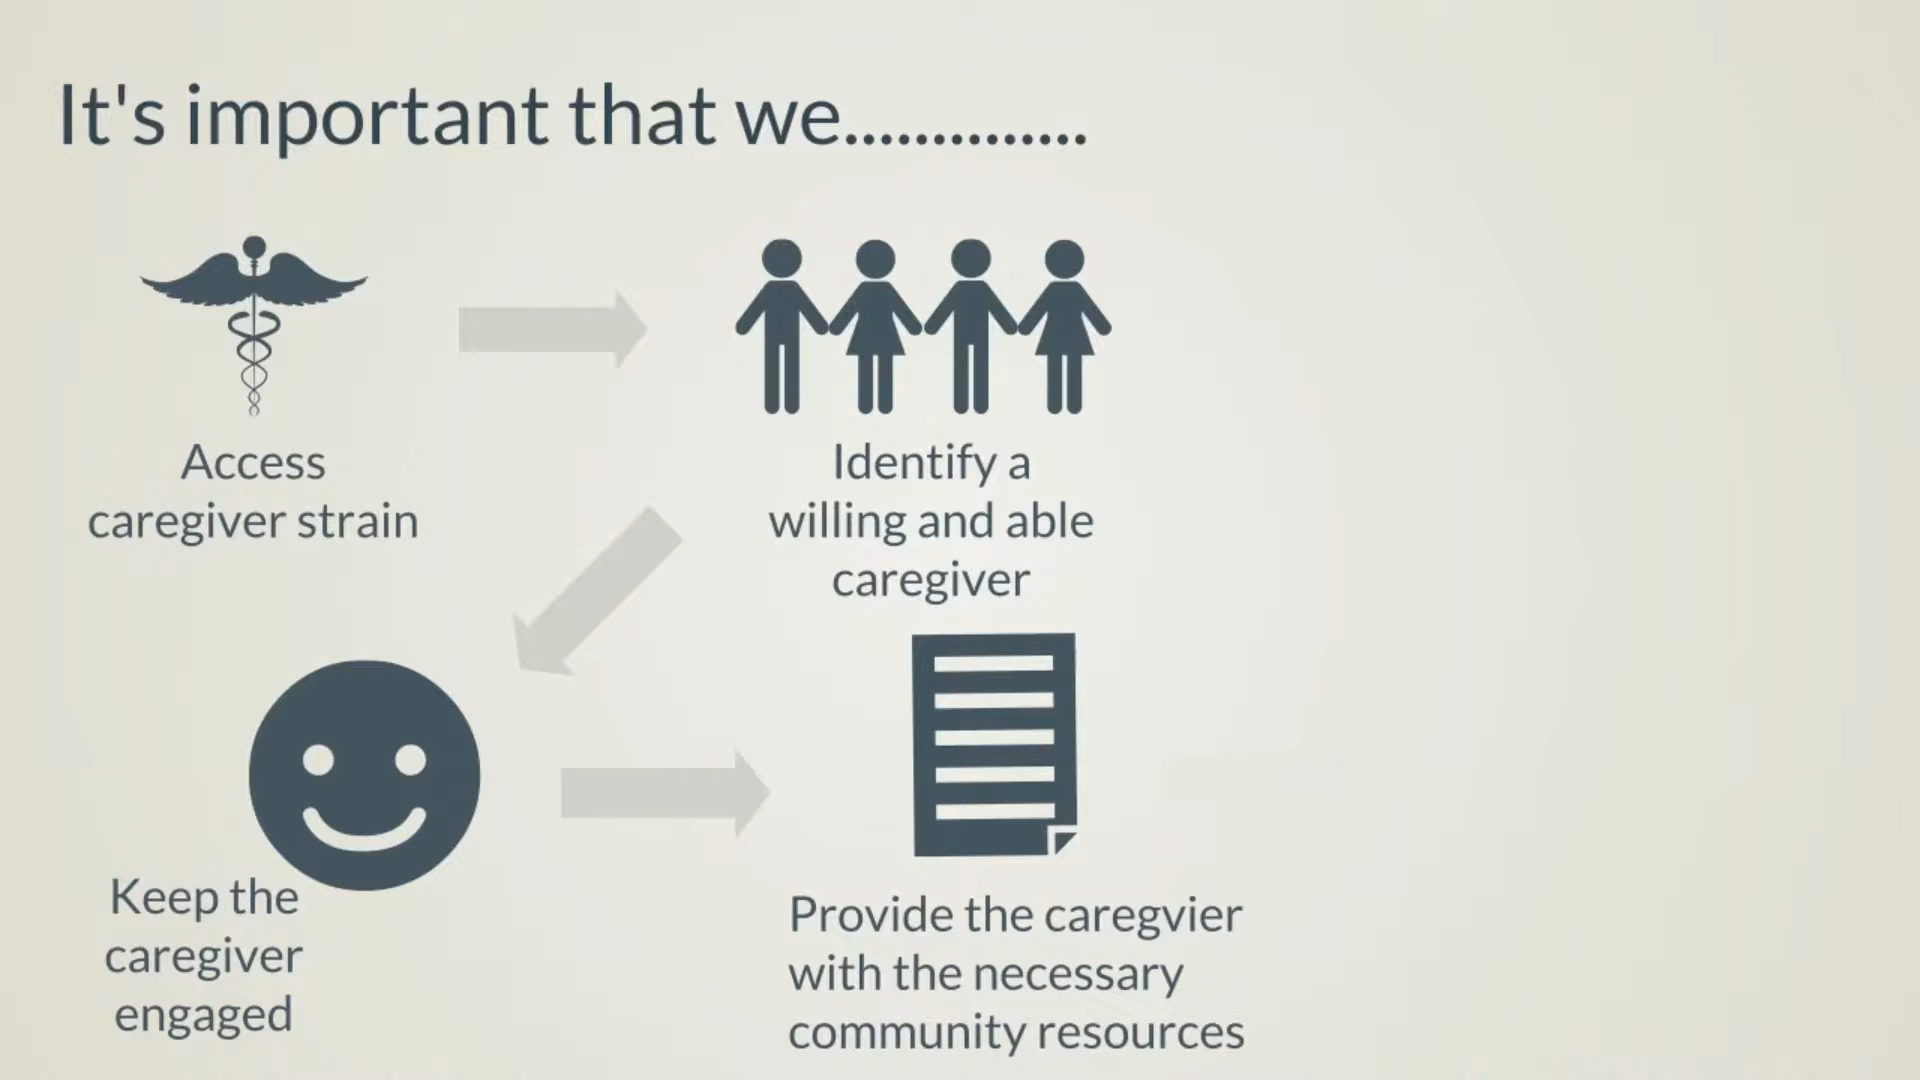 It's important that we..............
Access
caregiver strain
Identify a
willing and able
caregiver
Keep the
caregiver
engaged
Provide the caregvier
with the necessary
community resources